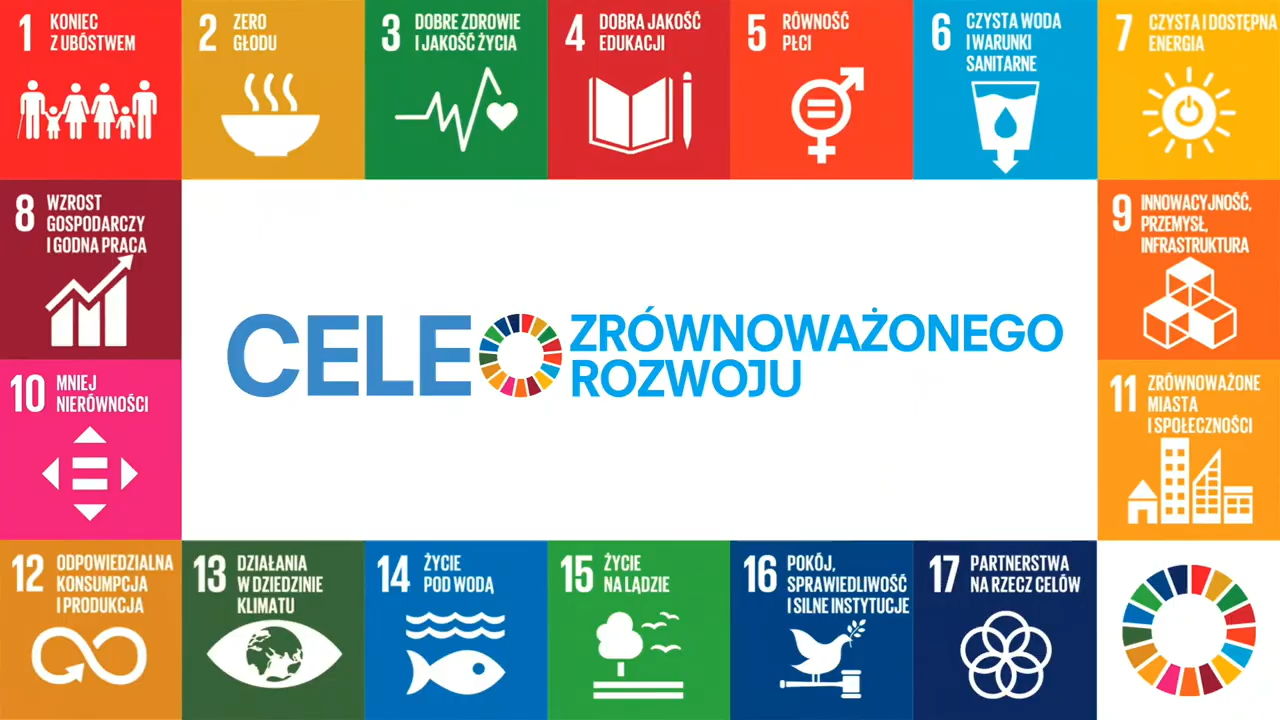 1 KONIEC
Z UBÓSTWEM
2 ZERO
GŁODU
3 DOBRE ZDROWIE
I JAKOŚĆ ŻYCIA
4 DOBRA JAKOŚĆ
EDUKACJI
5 RÓWNOŚĆ
PŁCI
6 CZYSTA WODA
I WARUNKI
SANITARNE
7 CZYSTA I DOSTĘPNA
ENERGIA
8 WZROST
GOSPODARCZY
I GODNA PRACA
9 INNOWACYJNOŚĆ,
PRZEMYSŁ,
INFRASTRUKTURA
CELE
ZRÓWNOWAŻONEGO
ROZWOJU
10 MNIEJ
NIERÓWNOŚCI
11 ZRÓWNOWAŻONE
MIASTA
I SPOŁECZNOŚCI
12 ODPOWIEDZIALNA
KONSUMPCJA
I PRODUKCJA
13 DZIAŁANIA
W DZIEDZINIE
KLIMATU
14 ŻYCIE
POD WODĄ
15 ŻYCIE
NA LĄDZIE
16 POKÓJ,
SPRAWIEDLIWOŚĆ
I SILNE INSTYTUCJE
17 PARTNERSTWA
NA RZECZ CELÓW